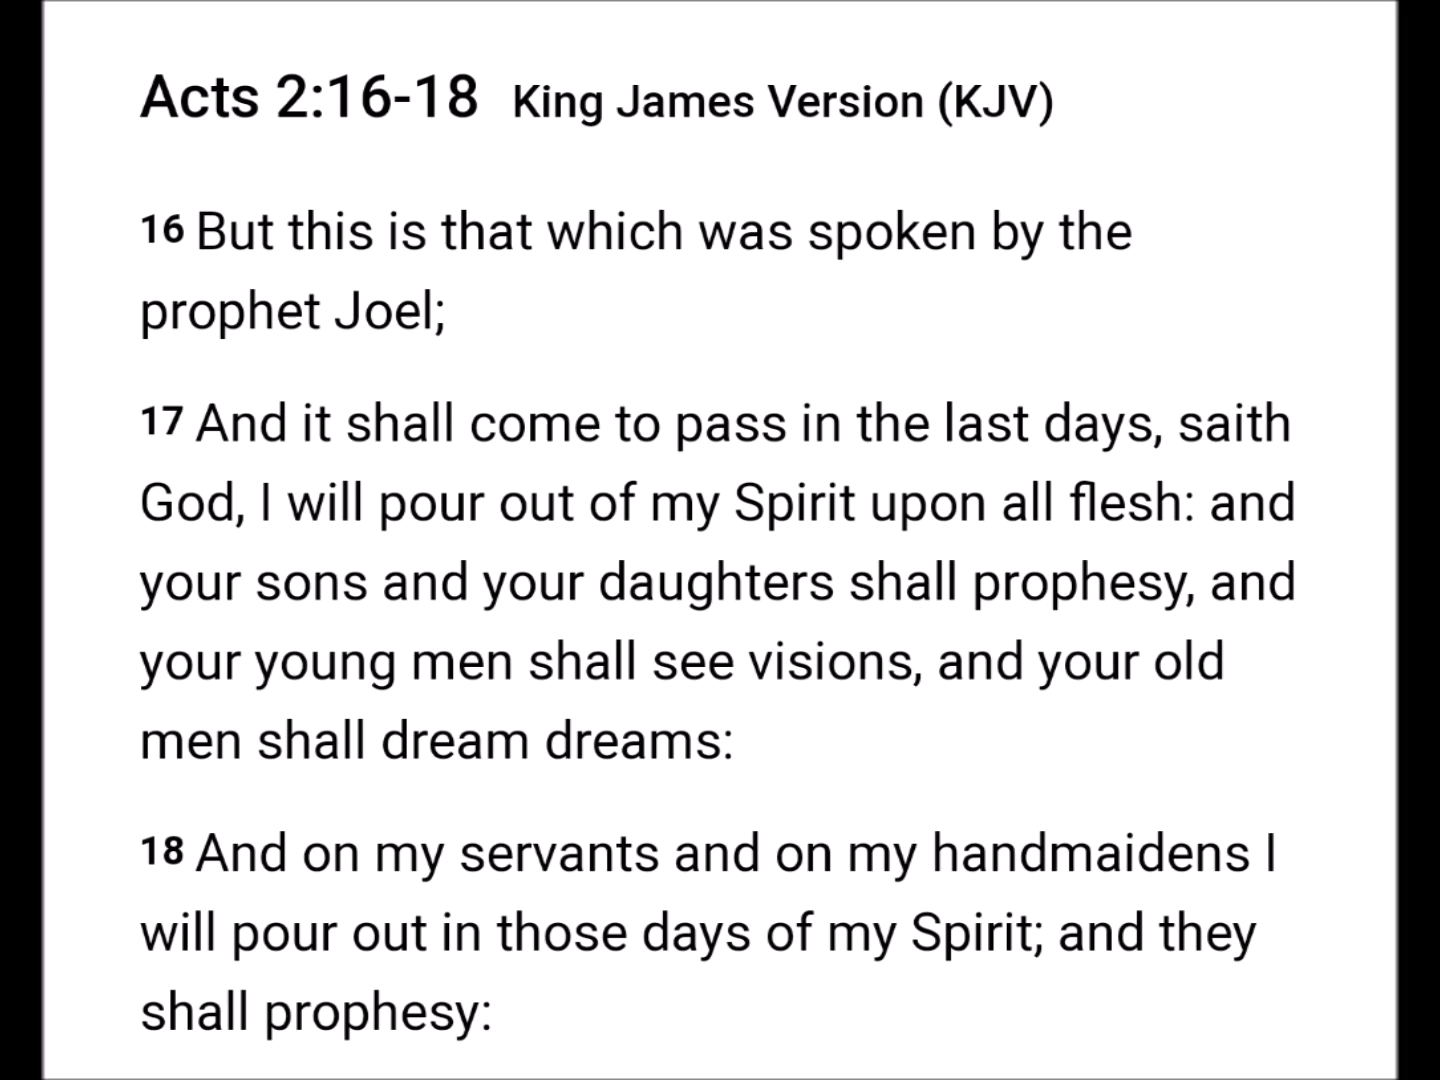 Acts 2:16-18 King James Version (KJV)
16 But this is that which was spoken by the
prophet Joel;
17 And it shall come to pass in the last days, saith
God, I will pour out of my Spirit upon all flesh: and
your sons and your daughters shall prophesy, and
your young men shall see visions, and your old
men shall dream dreams:
18 And on my servants and on my handmaidens I
will pour out in those days of my Spirit; and they
shall prophesy: